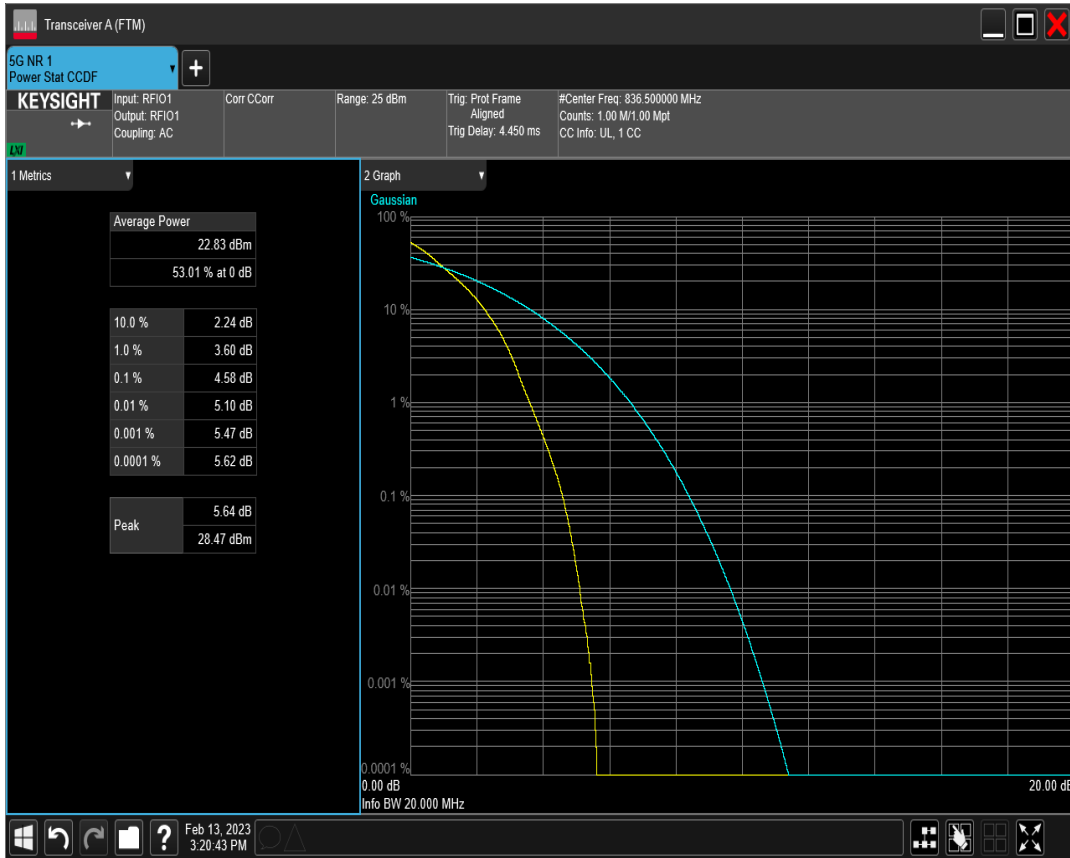 Transceiver A (FTM)
5G NR 1
Power Stat CCDF
+
KEYSIGHT
LXI
Input: RFIO1
Output: RFIO1
Coupling: AC
Corr CCorr
Range: 25 dBm
Trig: Prot Frame
Aligned
Trig Delay: 4.450 ms
#Center Freq: 836.500000 MHz
Counts: 1.00 M/1.00 Mpt
CC Info: UL, 1 CC
1 Metrics
Average Power
22.83 dBm
53.01 % at 0 dB
10.0 % 2.24 dB
1.0 % 3.60 dB
0.1 % 4.58 dB
0.01 % 5.10 dB
0.001 % 5.47 dB
0.0001 % 5.62 dB
Peak
5.64 dB
28.47 dBm
2 Graph
Gaussian
100 %
10 %
1 %
0.1 %
0.01 %
0.001 %
0.0001 %
0.00 dB 20.00 dB
Info BW 20.000 MHz
? Feb 13, 2023
3:20:43 PM